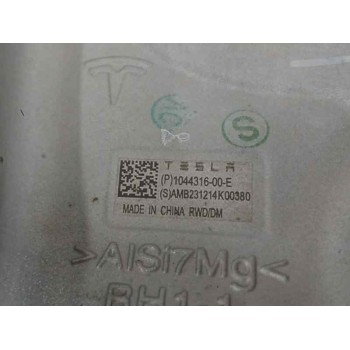 S
TESLA
(P)1044316-00-E
(S)AMB231214K00380
MADE IN CHINA RWD/DM
>AlSi7Mg<